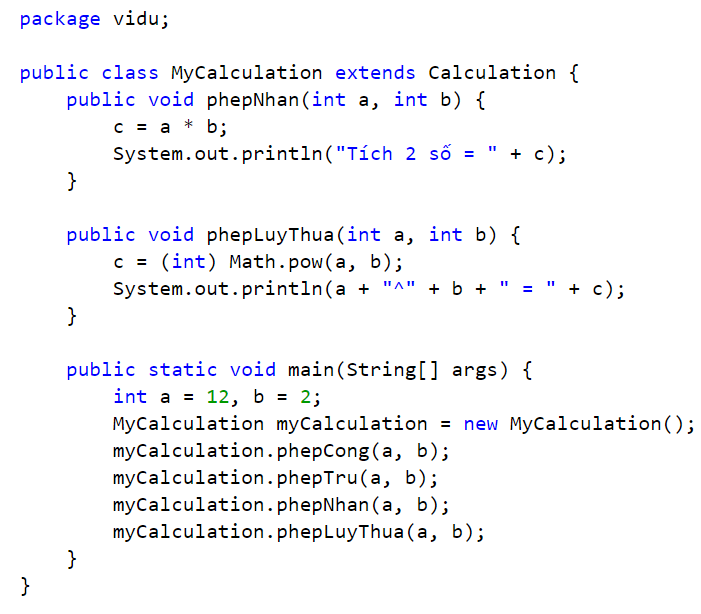 package vidu;
public class MyCalculation extends Calculation {
    public void phepNhan(int a, int b) {
        c = a * b;
        System.out.println("Tích 2 số = " + c);
    }
    public void phepLuyThua(int a, int b) {
        c = (int) Math.pow(a, b);
        System.out.println(a + "^" + b + " = " + c);
    }
    public static void main(String[] args) {
        int a = 12, b = 2;
        MyCalculation myCalculation = new MyCalculation();
        myCalculation.phepCong(a, b);
        myCalculation.phepTru(a, b);
        myCalculation.phepNhan(a, b);
        myCalculation.phepLuyThua(a, b);
    }
}